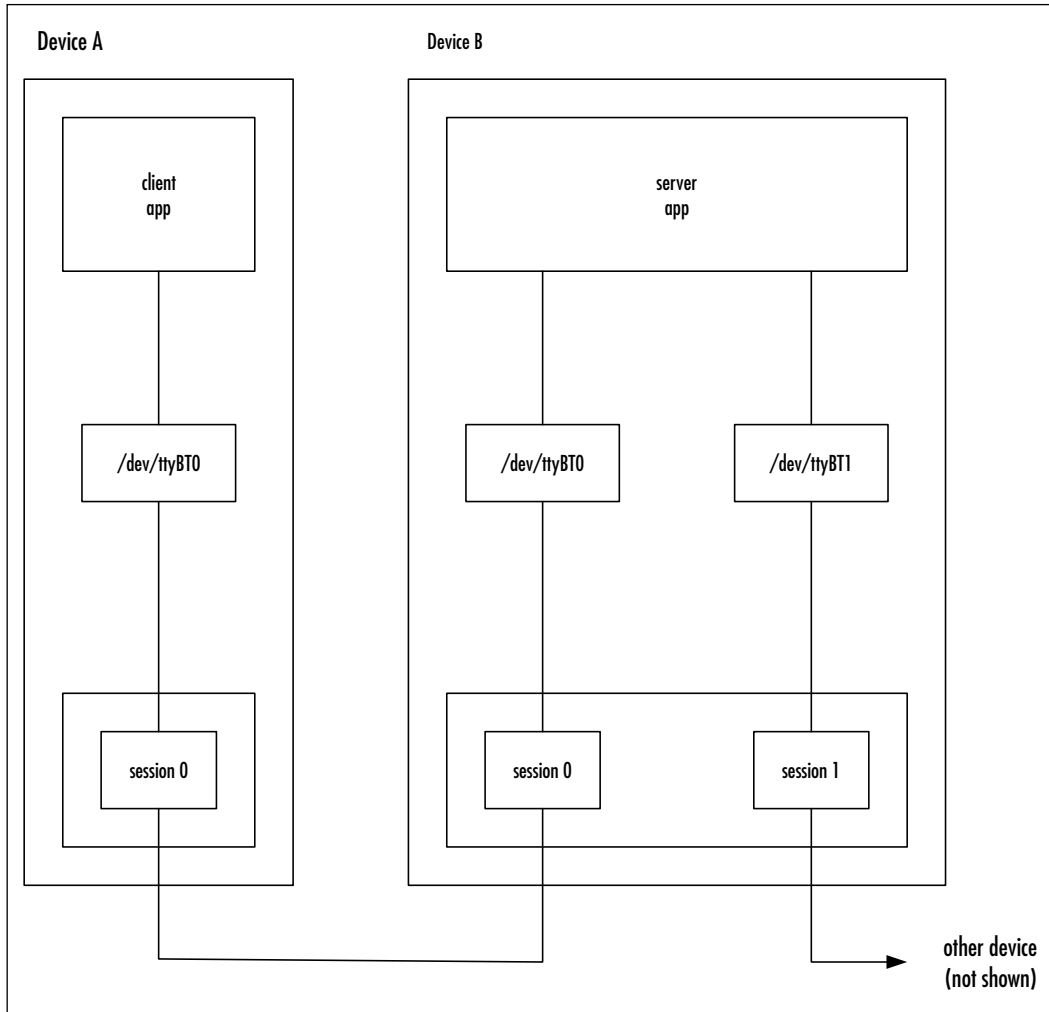 Device A
Device B
client
app
server
app
/dev/ttyBT0
/dev/ttyBT0
/dev/ttyBT1
session 0
session 0
session 1
other device
(not shown)